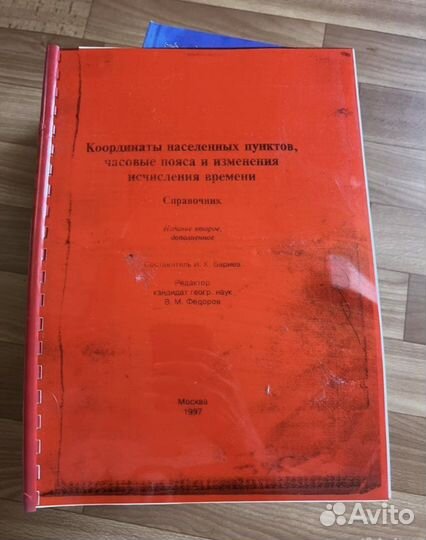 Координаты населенных пунктов,
часовые пояса и изменения
исчисления времени
Справочник
Издание второе,
дополненное
Составитель И. Х. Бариев
Редактор
кандидат геогр. наук
В. М. Федоров
Москва
1997
Avito